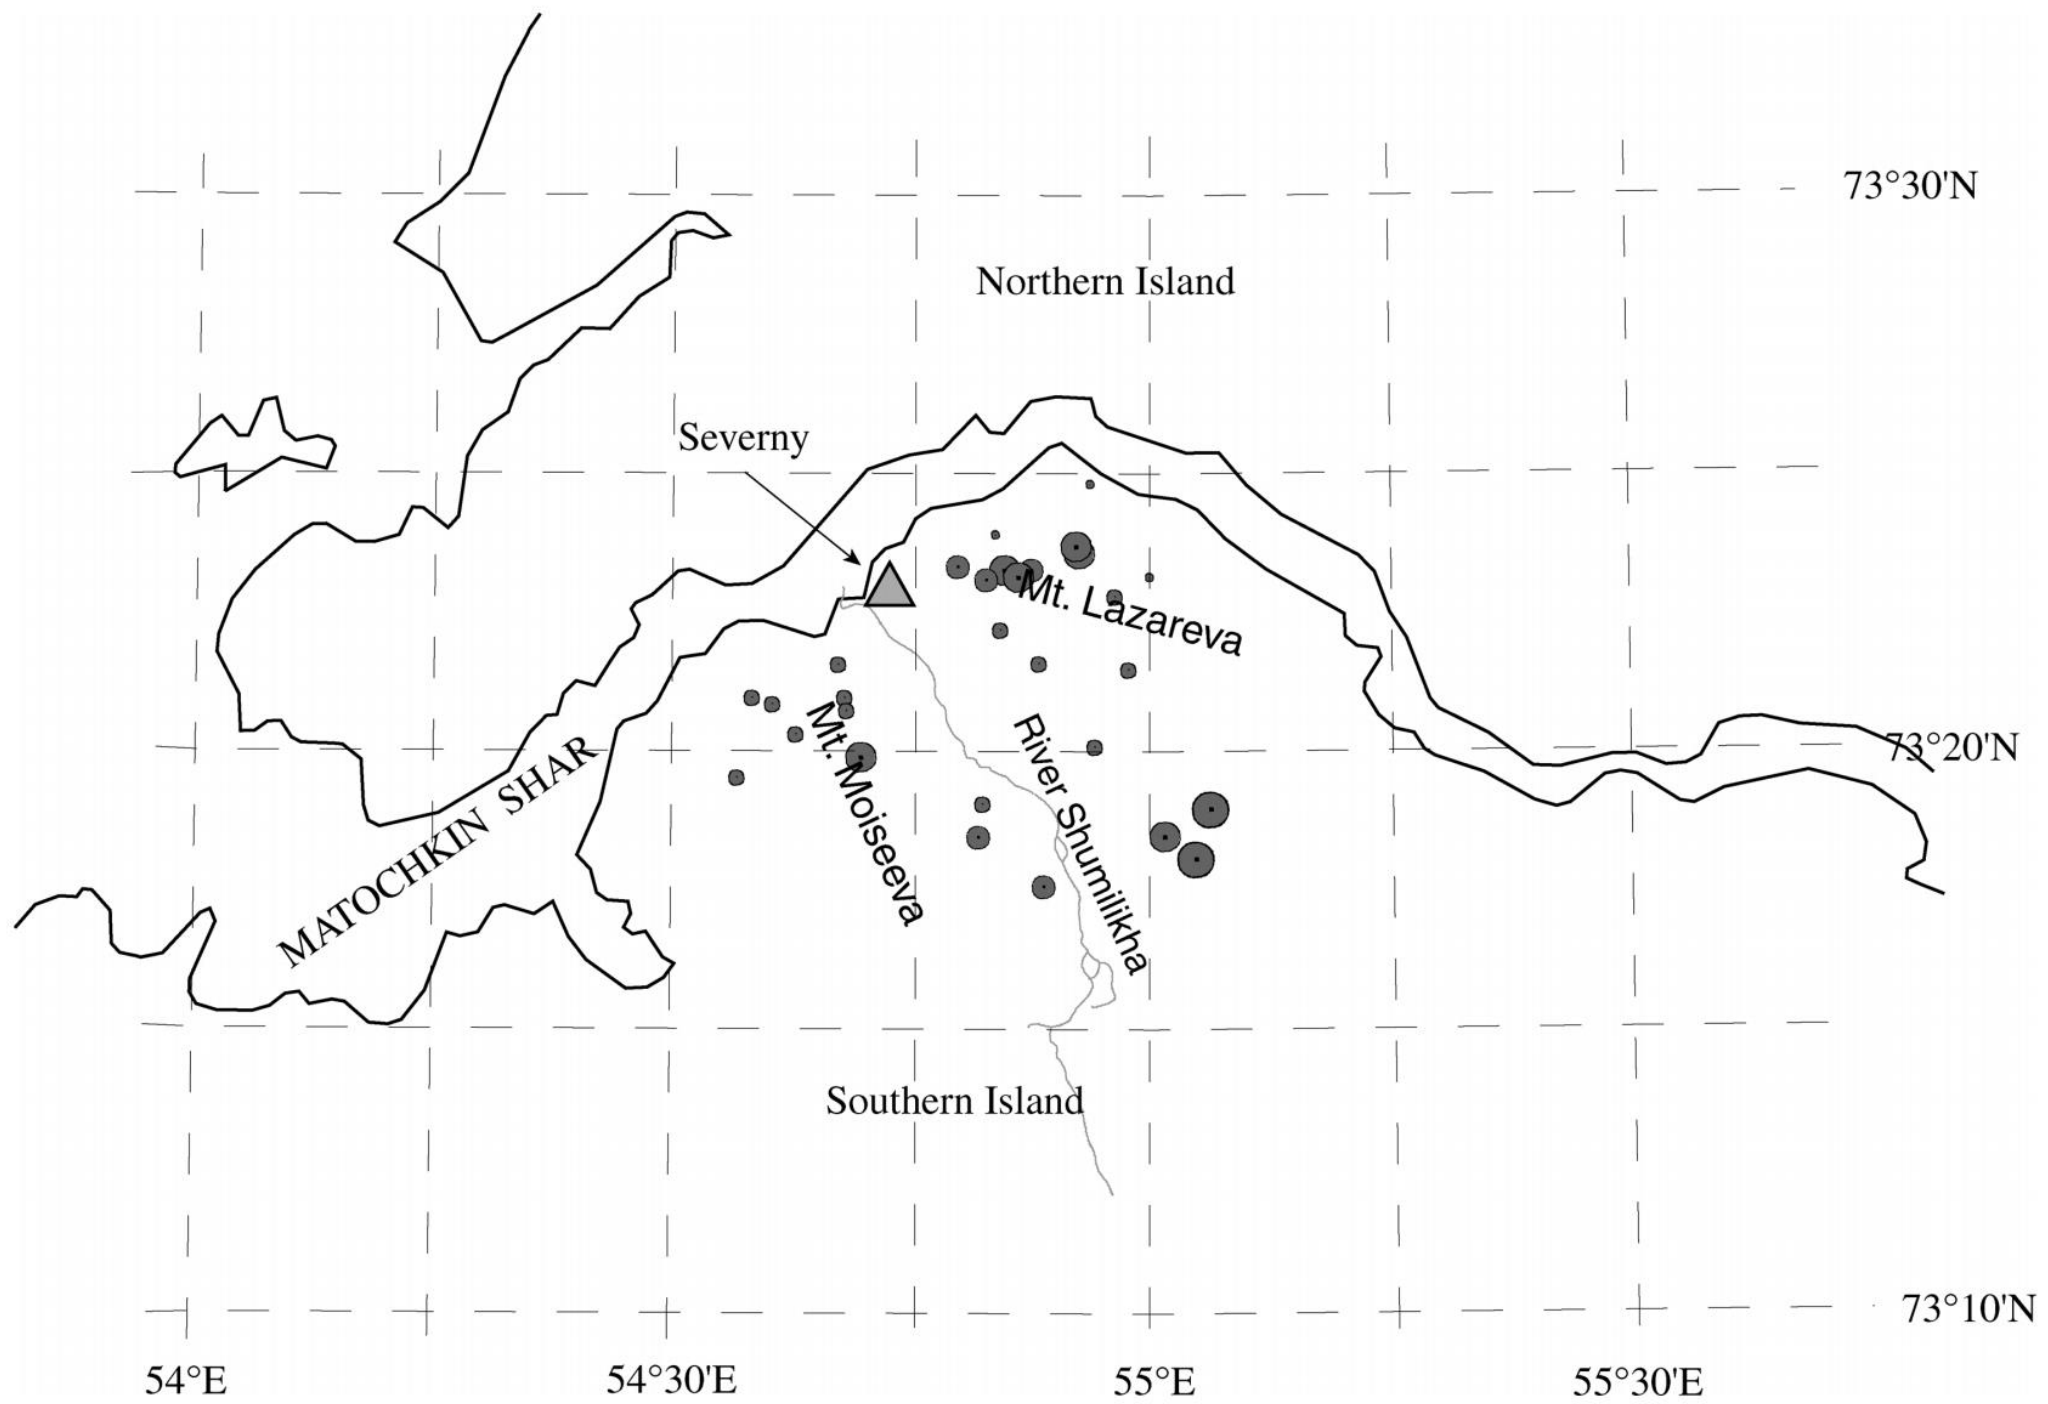 73°30'N
Northern Island
Severny
Mt. Lazareva
MATOCHKIN SHAR
Mt. Moiseeva
River Shumilikha
73°20'N
Southern Island
73°10'N
54°E
54°30'E
55°E
55°30'E